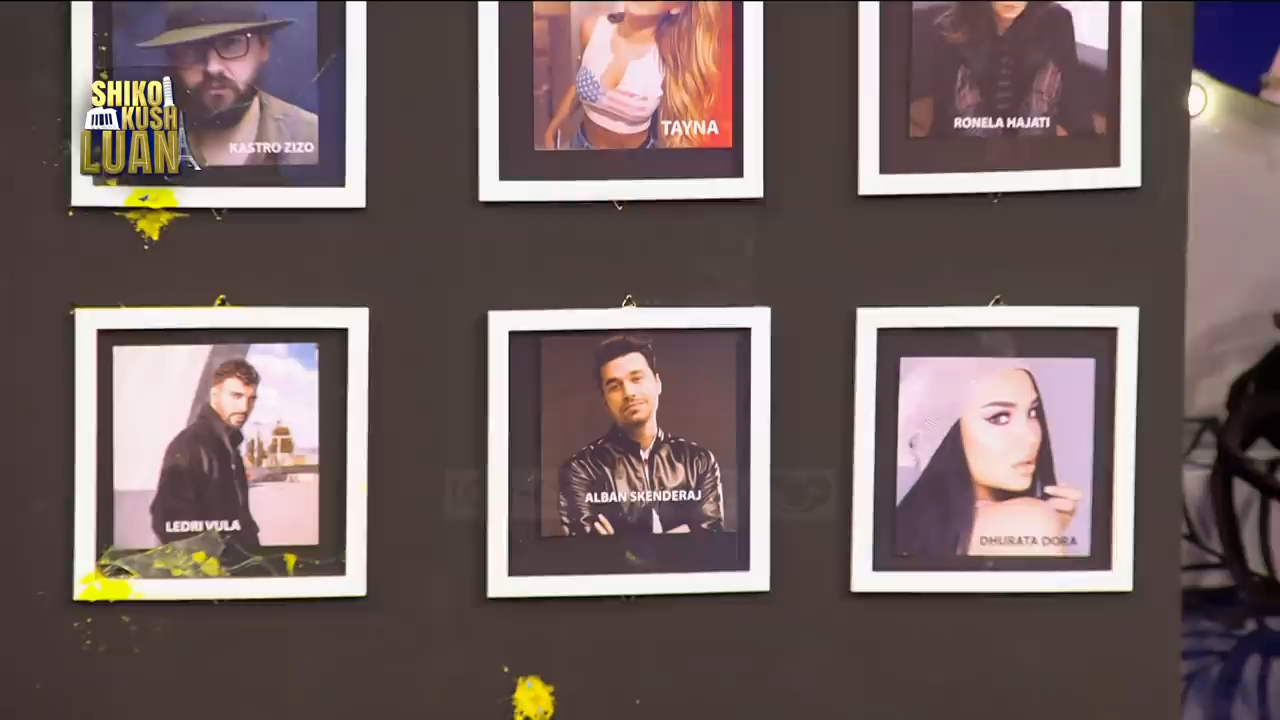 SHIKO
KUSH
LUAN
KASTRO ZIZO
TAYNA
RONELA HAJATI
LEDRI VULA
ALBAN SKENDERAJ
DHURATA DORA